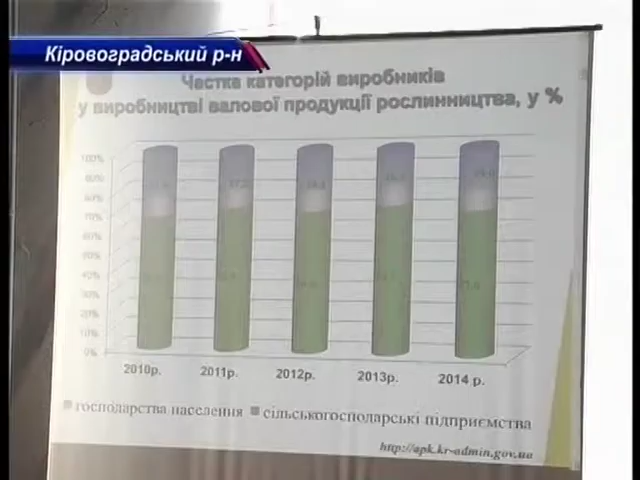 Кіровоградський р-н
Частка категорій виробників
у виробництві валової продукції рослинництва, у %
100%
90%
80%
70%
60%
50%
40%
30%
20%
10%
0%
2010р.
2011р.
2012р.
2013р.
2014 р.
господарства населення
сільськогосподарські підприємства
http://apk.kr-admin.gov.ua